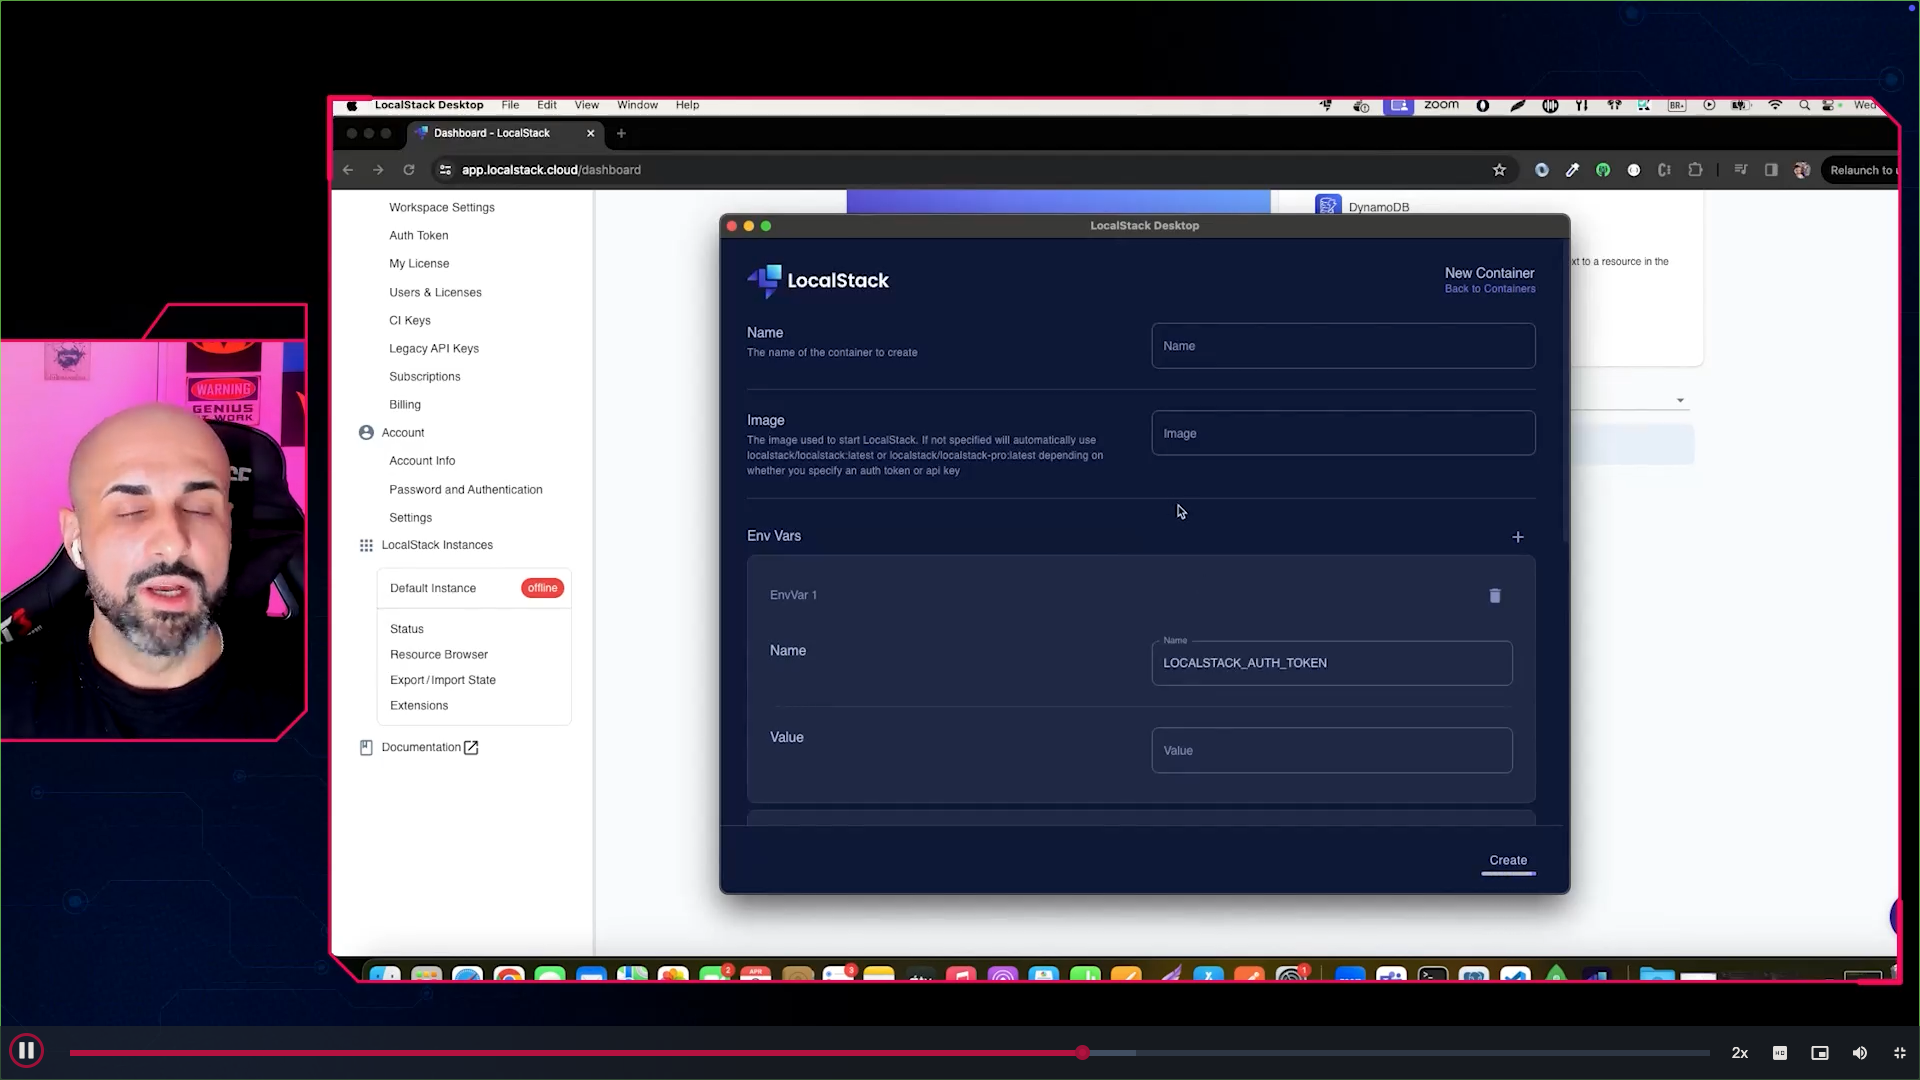 LocalStack Desktop File Edit View Window Help zoom Wed
Dashboard - LocalStack
app.localstack.cloud/dashboard
Relaunch to u
Workspace Settings
Auth Token
My License
Users & Licenses
CI Keys
Legacy API Keys
Subscriptions
Billing
Account
Account Info
Password and Authentication
Settings
LocalStack Instances
Default Instance offline
Status
Resource Browser
Export/Import State
Extensions
Documentation
DynamoDB
xt to a resource in the
LocalStack Desktop
LocalStack
New Container
Back to Containers
Name
The name of the container to create
Name
Image
The image used to start LocalStack. If not specified will automatically use
localstack/localstack:latest or localstack/localstack-pro:latest depending on
whether you specify an auth token or api key
Image
Env Vars
EnvVar 1
Name
Name
LOCALSTACK_AUTH_TOKEN
Value
Value
Create
WARNING
GENIUS
AT WORK
2x
HD